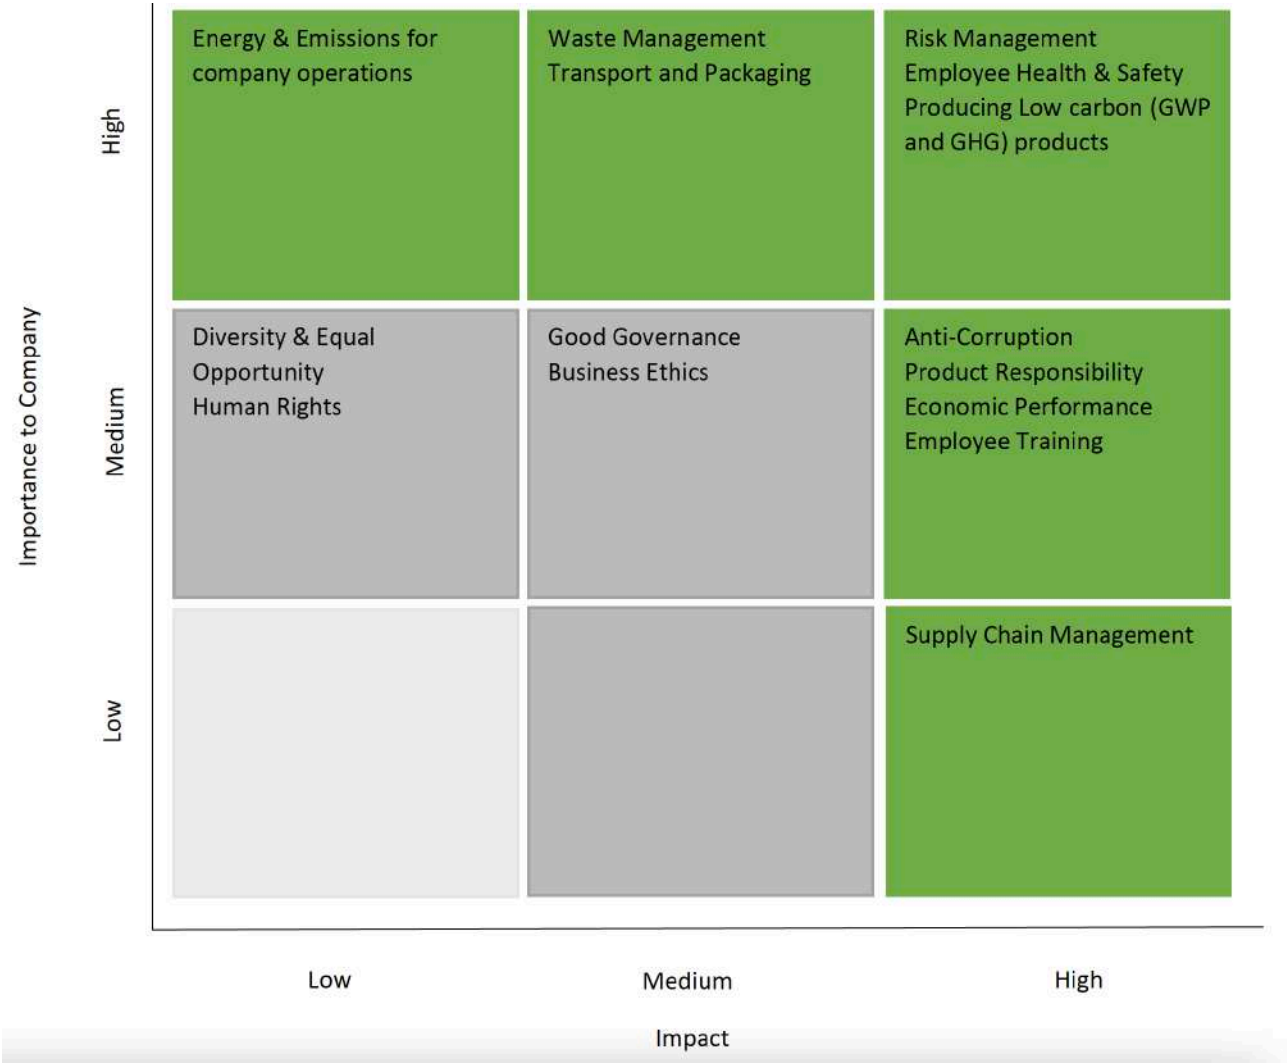 Energy & Emissions for
company operations
Waste Management
Transport and Packaging
Risk Management
Employee Health & Safety
Producing Low carbon (GWP
and GHG) products
High
Diversity & Equal
Opportunity
Human Rights
Good Governance
Business Ethics
Anti-Corruption
Product Responsibility
Economic Performance
Employee Training
Importance to Company
Medium
Supply Chain Management
Low
Low
Medium
High
Impact